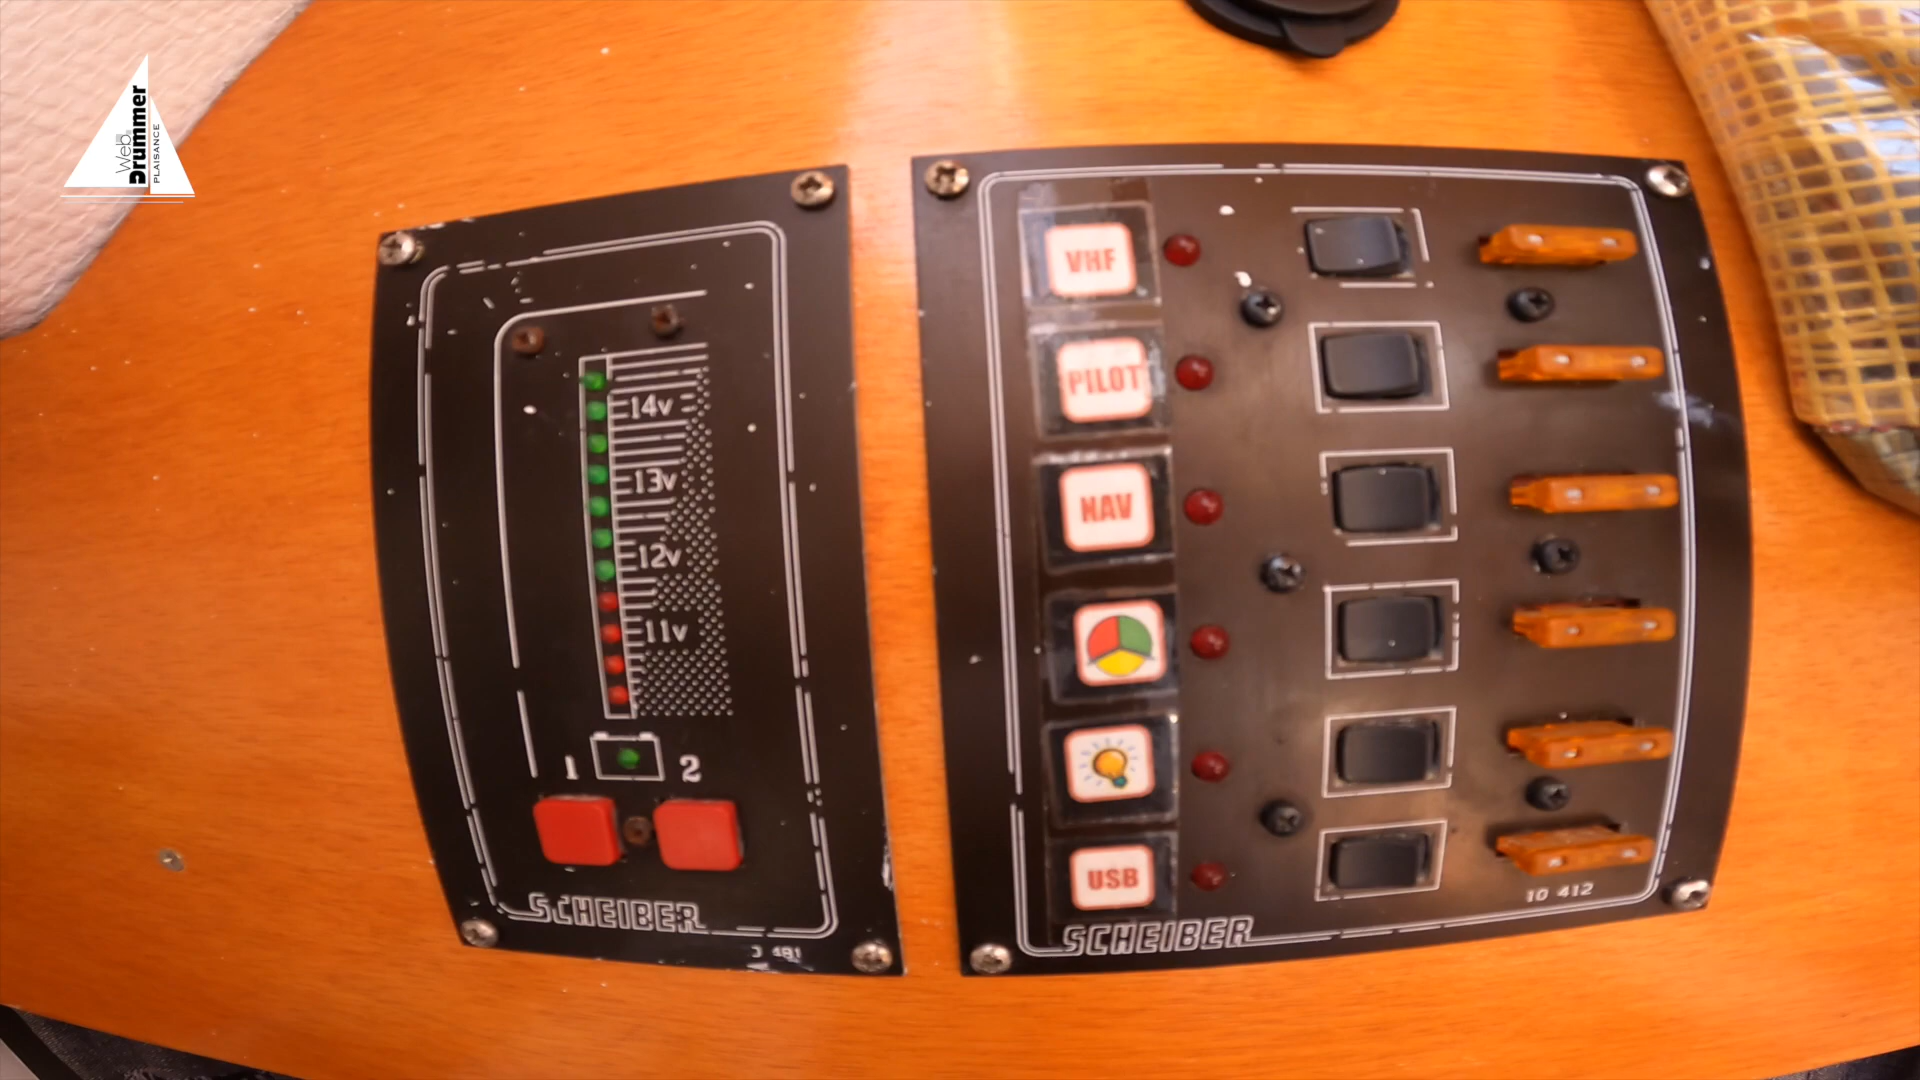 Web
Drummer
PLAISANCE
14v
13v
12v
11v
1 2
SCHEIBER
VHF
PILOT
NAV
USB
10 412
SCHEIBER